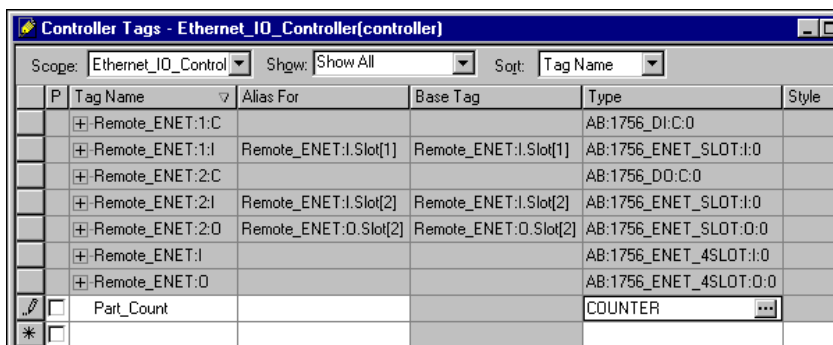 Controller Tags - Ethernet_IO_Controller(controller)
Scope: Ethernet_IO_Control Show: Show All Sort: Tag Name
P Tag Name Alias For Base Tag Type Style
Remote_ENET:1:C AB:1756_DI:C:0
Remote_ENET:1:I Remote_ENET:I.Slot[1] Remote_ENET:I.Slot[1] AB:1756_ENET_SLOT:I:0
Remote_ENET:2:C AB:1756_DO:C:0
Remote_ENET:2:I Remote_ENET:I.Slot[2] Remote_ENET:I.Slot[2] AB:1756_ENET_SLOT:I:0
Remote_ENET:2:O Remote_ENET:O.Slot[2] Remote_ENET:O.Slot[2] AB:1756_ENET_SLOT:O:0
Remote_ENET:I AB:1756_ENET_4SLOT:I:0
Remote_ENET:O AB:1756_ENET_4SLOT:O:0
Part_Count COUNTER ...